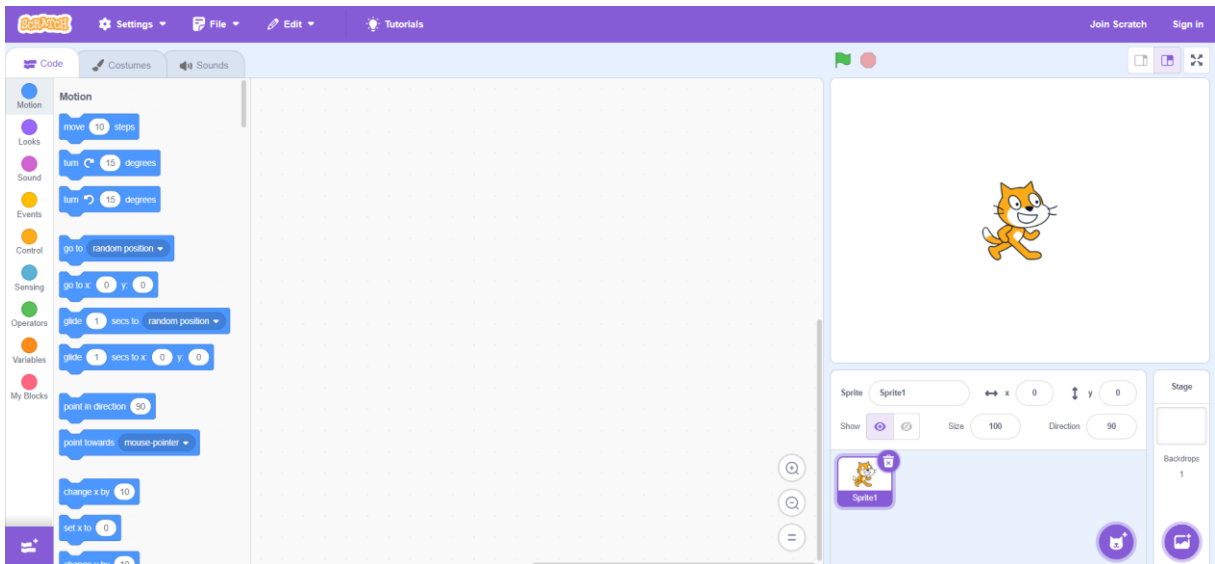 SCRATCH Settings File Edit Tutorials Join Scratch Sign in
Code Costumes Sounds
Motion
Looks
Sound
Events
Control
Sensing
Operators
Variables
My Blocks
Motion
move 10 steps
turn 15 degrees
turn 15 degrees
go to random position
go to x: 0 y: 0
glide 1 secs to random position
glide 1 secs to x: 0 y: 0
point in direction 90
point towards mouse-pointer
change x by 10
set x to 0
change y by 10
Sprite Sprite1 x 0 y 0
Show Size 100 Direction 90
Sprite1
Stage
Backdrops
1